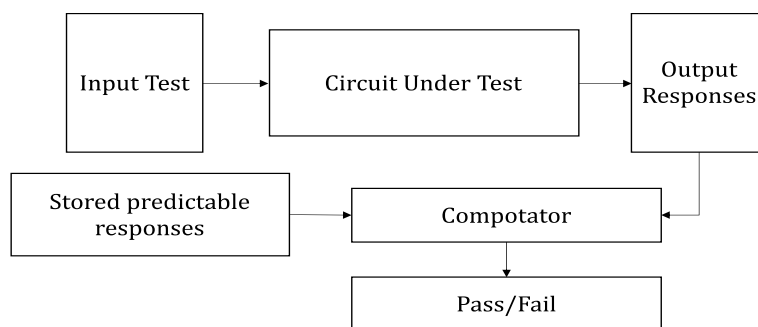 Input Test
Circuit Under Test
Output
Responses
Stored predictable
responses
Compotator
Pass/Fail